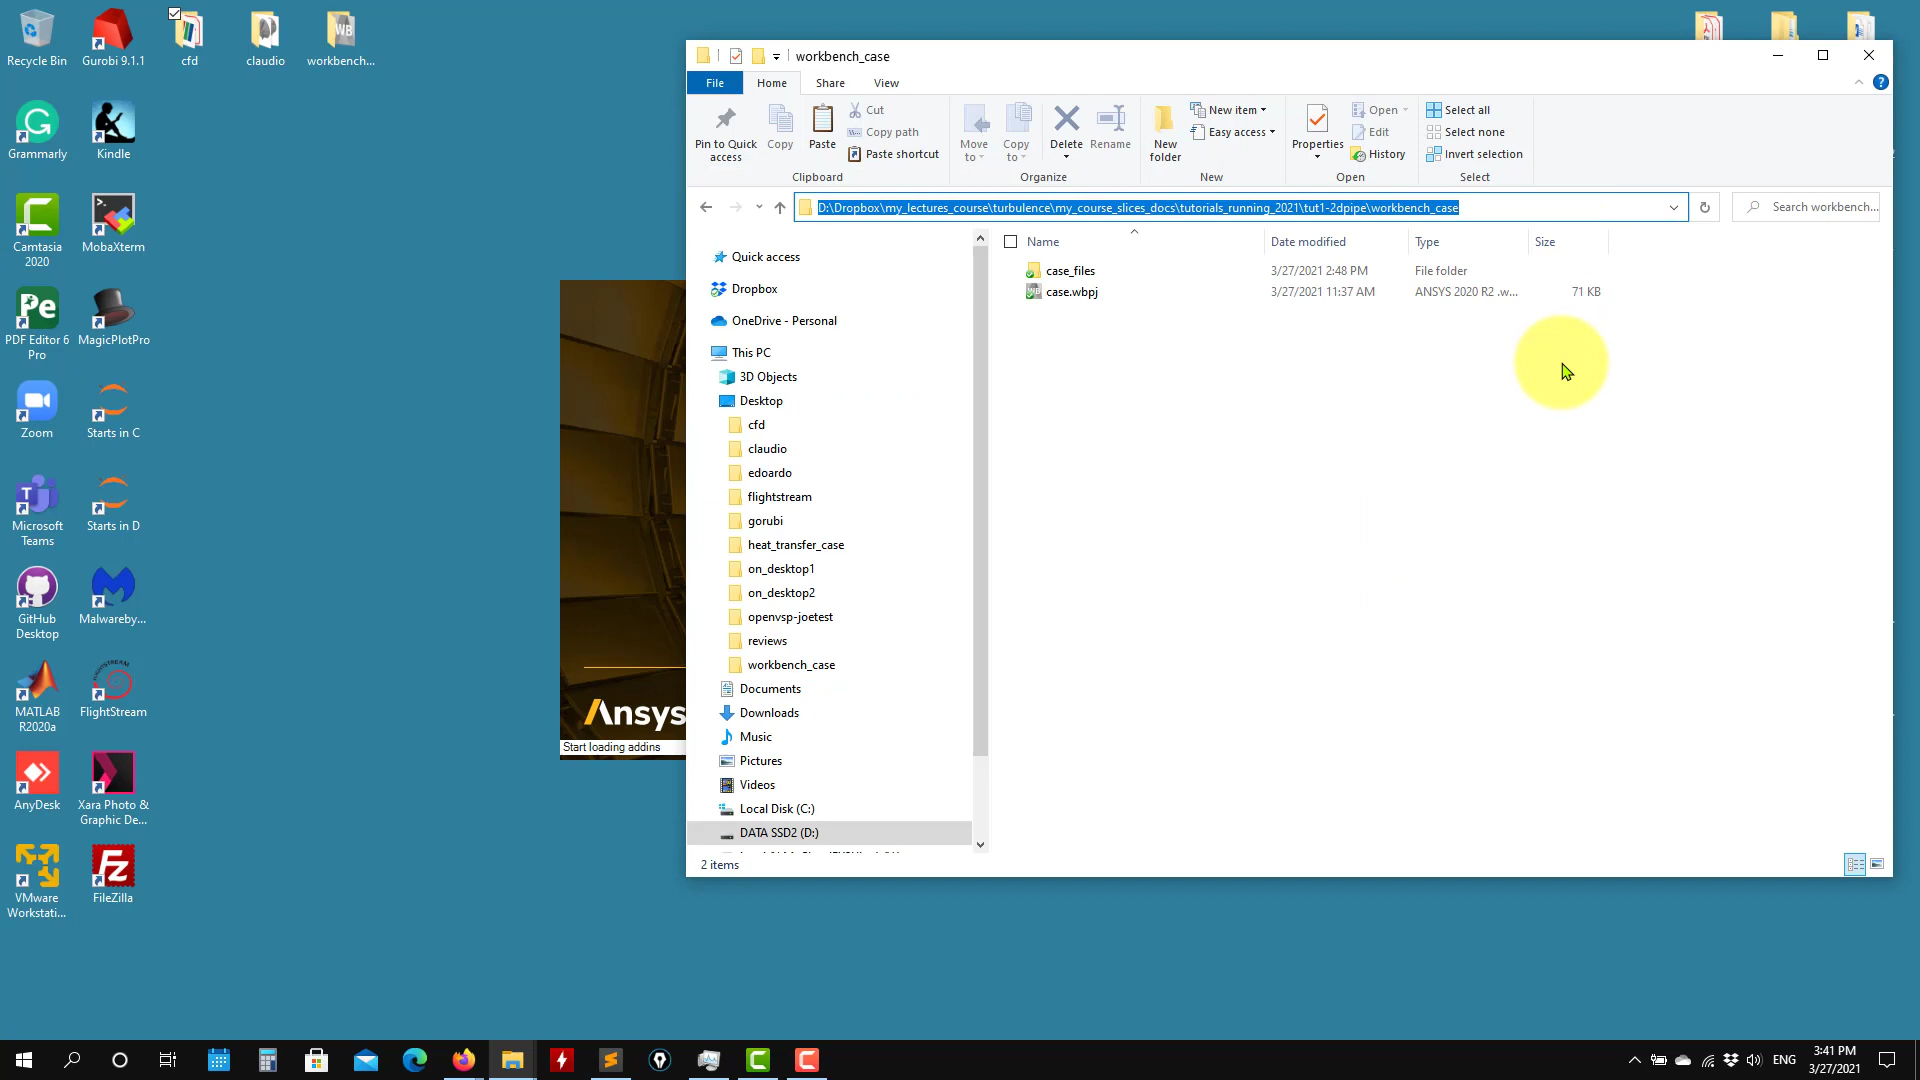 Recycle Bin
Gurobi 9.1.1
cfd
claudio
workbench...
Grammarly
Kindle
Camtasia
2020
MobaXterm
PDF Editor 6
Pro
MagicPlotPro
Zoom
Starts in C
Microsoft
Teams
Starts in D
GitHub
Desktop
Malwareby...
MATLAB
R2020a
FlightStream
AnyDesk
Xara Photo &
Graphic De...
VMware
Workstati...
FileZilla
Ansys
Start loading addins
workbench_case
File
Home
Share
View
Pin to Quick
access
Copy
Paste
Cut
Copy path
Paste shortcut
Clipboard
Move
to
Copy
to
Delete
Rename
Organize
New
folder
New item
Easy access
New
Properties
Open
Edit
History
Open
Select all
Select none
Invert selection
Select
D:\Dropbox\my_lectures_course\turbulence\my_course_slices_docs\tutorials_running_2021\tut1-2dpipe\workbench_case
Search workbench...
Quick access
Dropbox
OneDrive - Personal
This PC
3D Objects
Desktop
cfd
claudio
edoardo
flightstream
gorubi
heat_transfer_case
on_desktop1
on_desktop2
openvsp-joetest
reviews
workbench_case
Documents
Downloads
Music
Pictures
Videos
Local Disk (C:)
DATA SSD2 (D:)
Name
Date modified
Type
Size
case_files
3/27/2021 2:48 PM
File folder
case.wbpj
3/27/2021 11:37 AM
ANSYS 2020 R2 .w...
71 KB
2 items
ENG
3:41 PM
3/27/2021